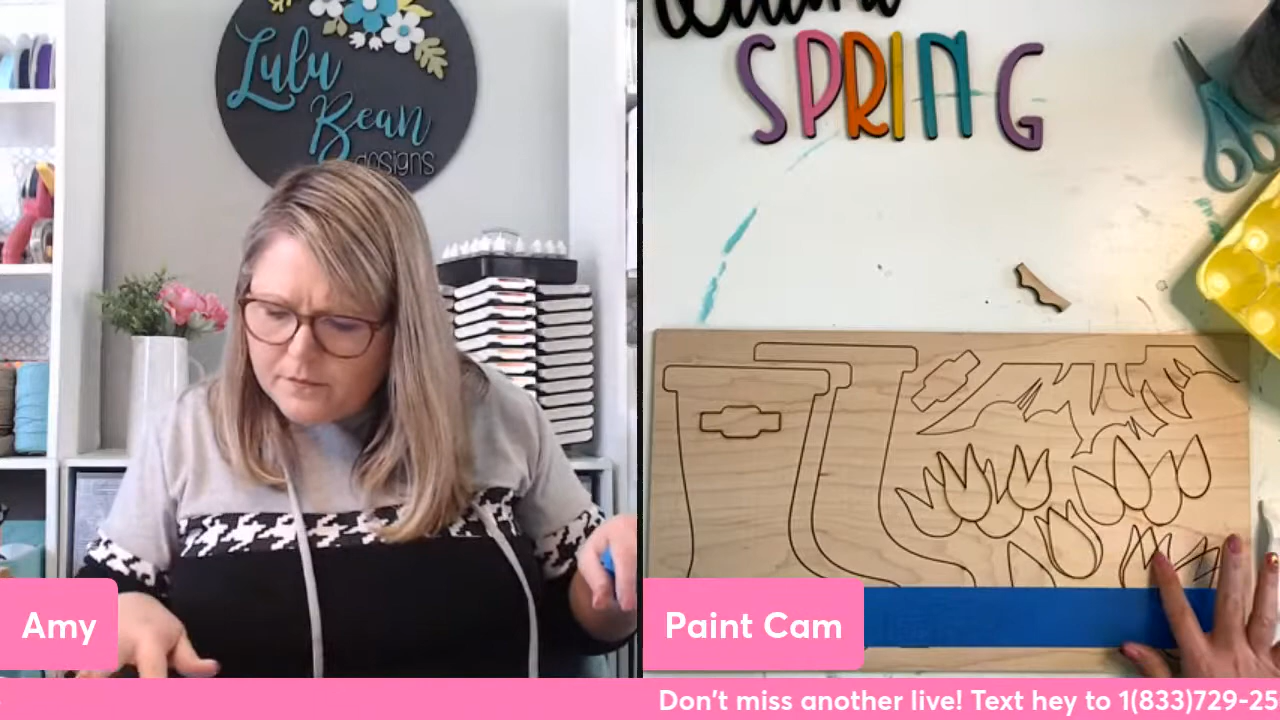 Lulu
Bean
designs
SPRING
Amy
Paint Cam
Don't miss another live! Text hey to 1(833)729-25